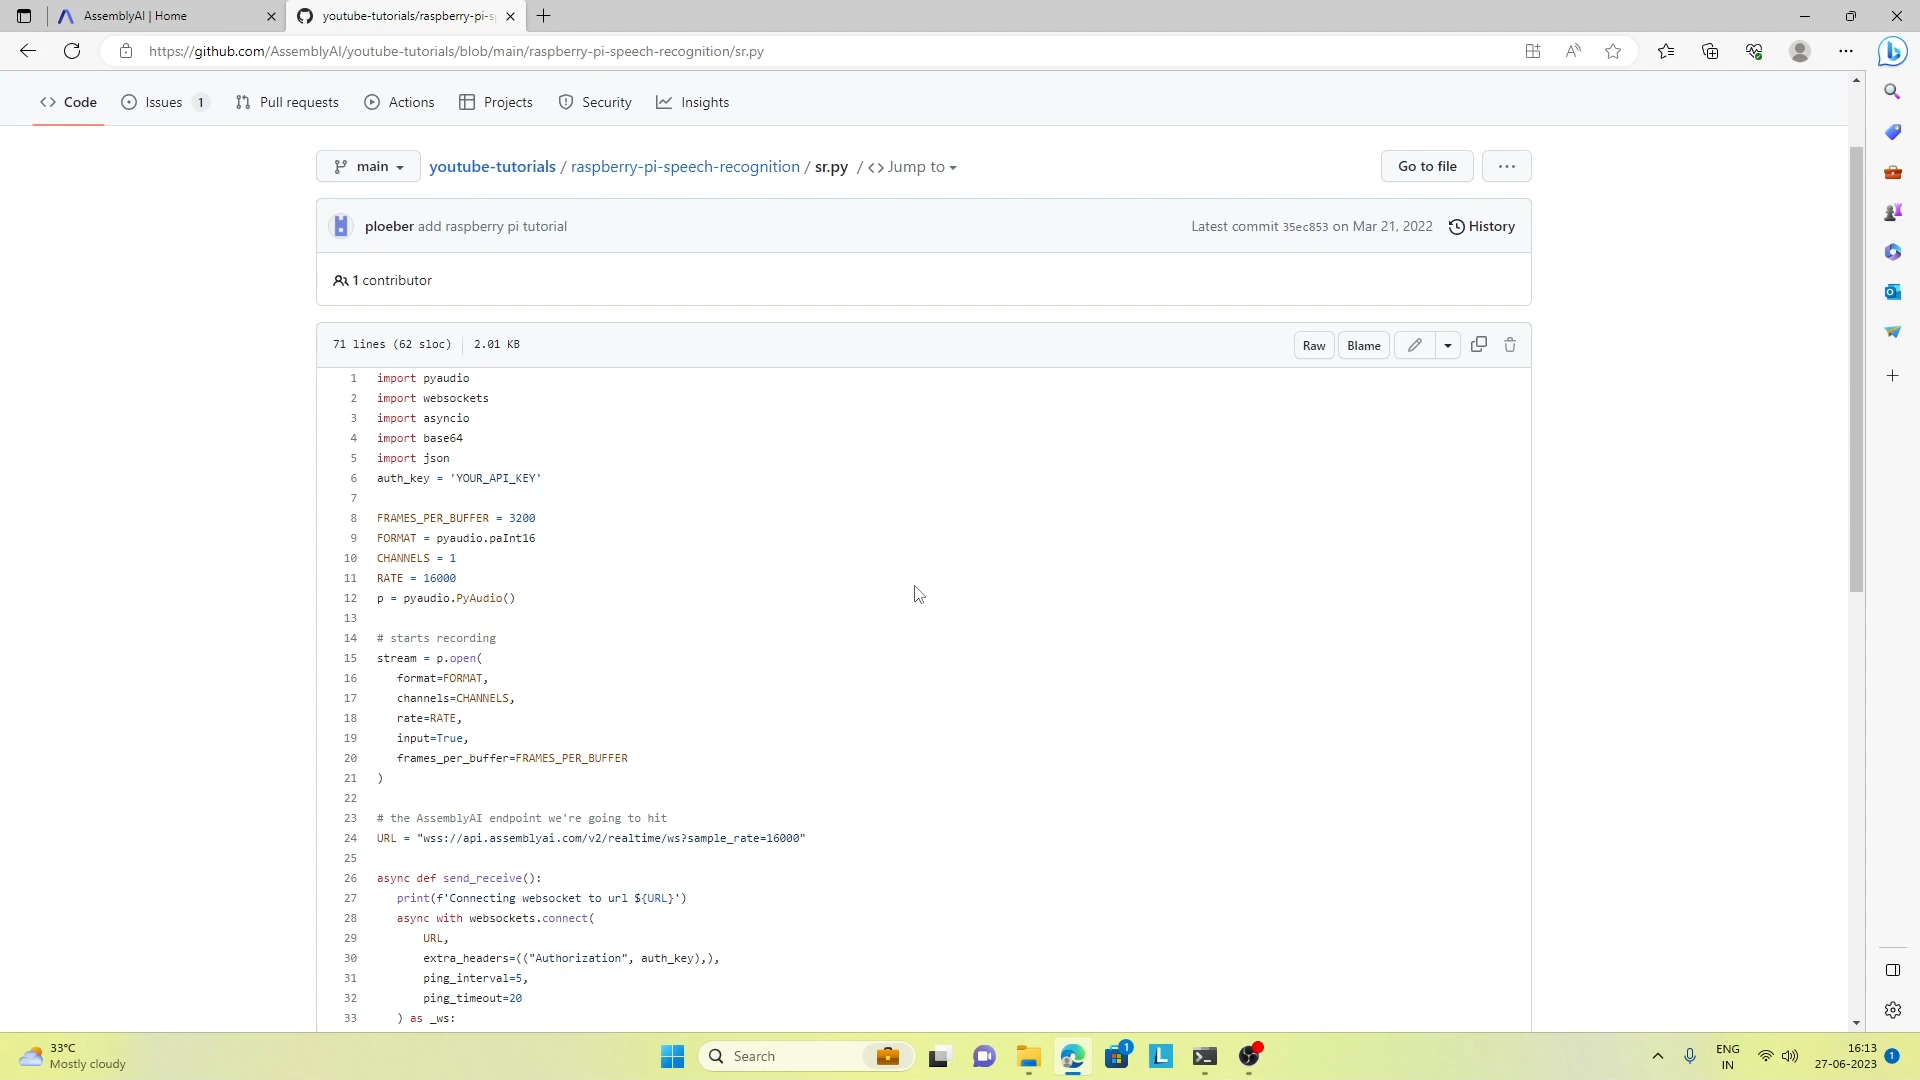 AssemblyAI | Home
youtube-tutorials/raspberry-pi-s
https://github.com/AssemblyAI/youtube-tutorials/blob/main/raspberry-pi-speech-recognition/sr.py
Code
Issues 1
Pull requests
Actions
Projects
Security
Insights
main
youtube-tutorials / raspberry-pi-speech-recognition / sr.py / <> Jump to
Go to file
...
ploeber add raspberry pi tutorial
Latest commit 35ec853 on Mar 21, 2022
History
1 contributor
71 lines (62 sloc) 2.01 KB
Raw
Blame
1 import pyaudio
2 import websockets
3 import asyncio
4 import base64
5 import json
6 auth_key = 'YOUR_API_KEY'
7
8 FRAMES_PER_BUFFER = 3200
9 FORMAT = pyaudio.paInt16
10 CHANNELS = 1
11 RATE = 16000
12 p = pyaudio.PyAudio()
13
14 # starts recording
15 stream = p.open(
16 format=FORMAT,
17 channels=CHANNELS,
18 rate=RATE,
19 input=True,
20 frames_per_buffer=FRAMES_PER_BUFFER
21 )
22
23 # the AssemblyAI endpoint we're going to hit
24 URL = "wss://api.assemblyai.com/v2/realtime/ws?sample_rate=16000"
25
26 async def send_receive():
27 print(f'Connecting websocket to url ${URL}')
28 async with websockets.connect(
29 URL,
30 extra_headers=(("Authorization", auth_key),),
31 ping_interval=5,
32 ping_timeout=20
33 ) as _ws:
33°C
Mostly cloudy
Search
1
L
ENG
IN
16:13
27-06-2023
1